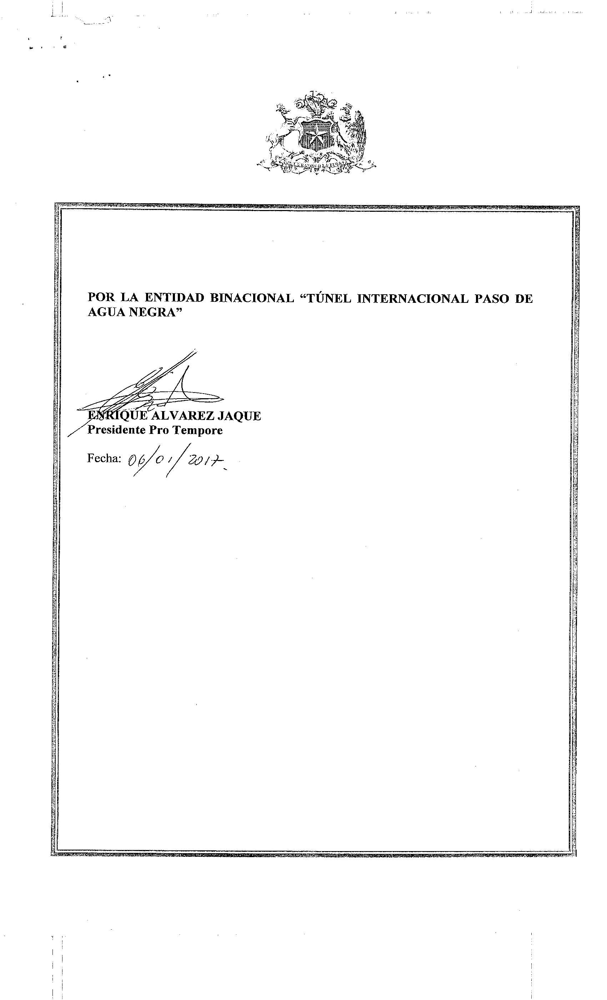 POR LA ENTIDAD BINACIONAL “TÚNEL INTERNACIONAL PASO DE
AGUA NEGRA”
ENRIQUE ALVAREZ JAQUE
Presidente Pro Tempore
Fecha: 06/01/2017